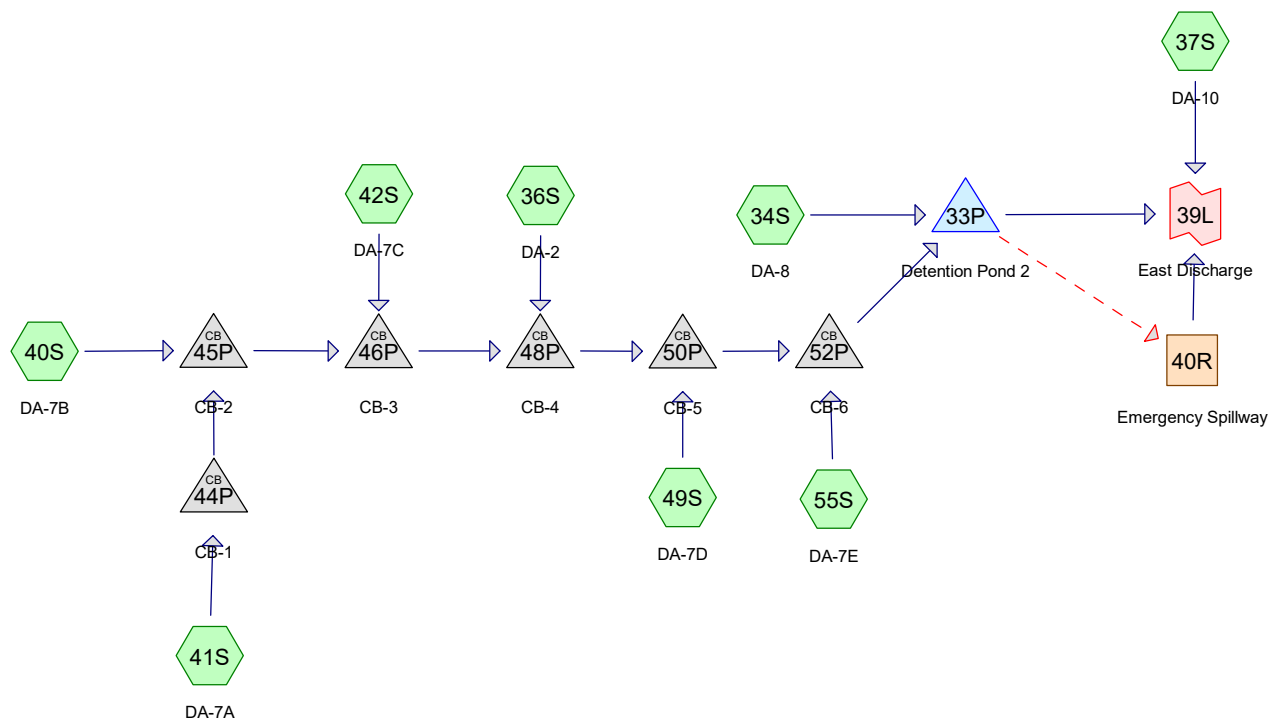 37S
DA-10
42S
DA-7C
36S
DA-2
34S
DA-8
33P
Detention Pond 2
39L
East Discharge
40S
DA-7B
CB
45P
CB-2
CB
46P
CB-3
CB
48P
CB-4
CB
50P
CB-5
CB
52P
CB-6
40R
Emergency Spillway
CB
44P
CB-1
49S
DA-7D
55S
DA-7E
41S
DA-7A